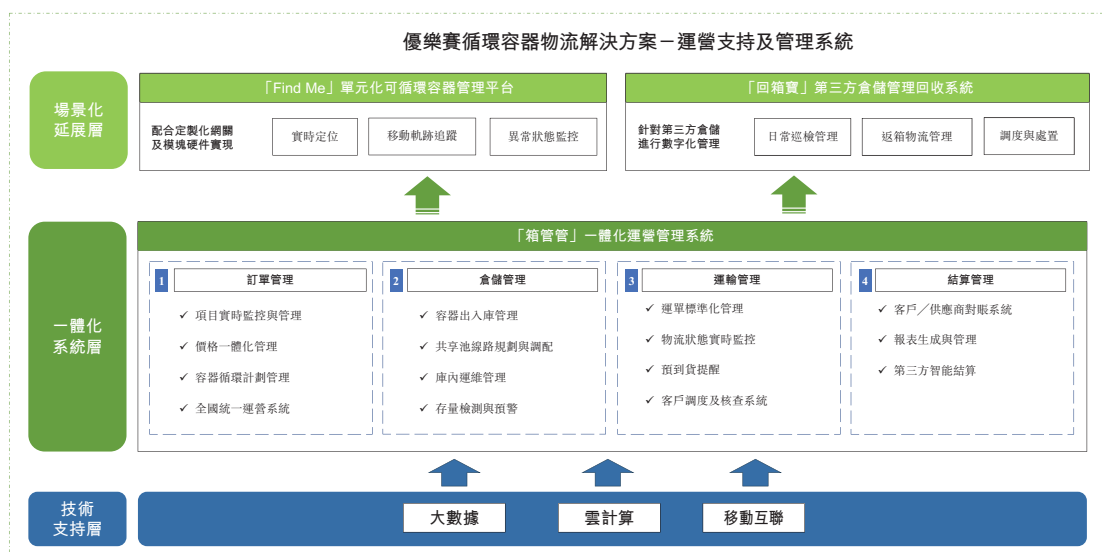 優樂賽循環容器物流解決方案－運營支持及管理系統
場景化
延展層
「Find Me」單元化可循環容器管理平台
配合定製化網關
及模塊硬件實現
實時定位
移動軌跡追蹤
異常狀態監控
「回箱寶」第三方倉儲管理回收系統
針對第三方倉儲
進行數字化管理
日常巡檢管理
返箱物流管理
調度與處置
一體化
系統層
「箱管管」一體化運營管理系統
1 訂單管理
✓ 項目實時監控與管理
✓ 價格一體化管理
✓ 容器循環計劃管理
✓ 全國統一運營系統
2 倉儲管理
✓ 容器出入庫管理
✓ 共享池線路規劃與調配
✓ 庫內運維管理
✓ 存量檢測與預警
3 運輸管理
✓ 運單標準化管理
✓ 物流狀態實時監控
✓ 預到貨提醒
✓ 客戶調度及核查系統
4 結算管理
✓ 客戶／供應商對賬系統
✓ 報表生成與管理
✓ 第三方智能結算
技術
支持層
大數據
雲計算
移動互聯